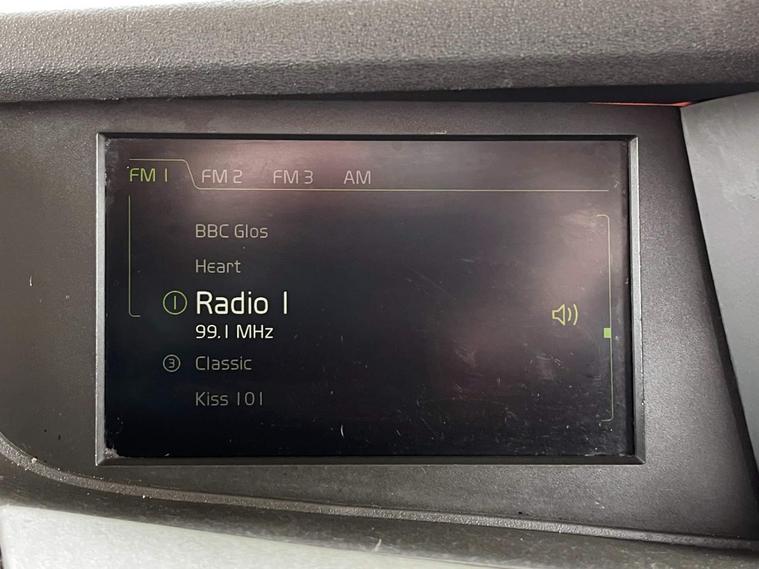 FM 1 FM 2 FM 3 AM
BBC Glos
Heart
1 Radio 1
99.1 MHz
3 Classic
Kiss 101